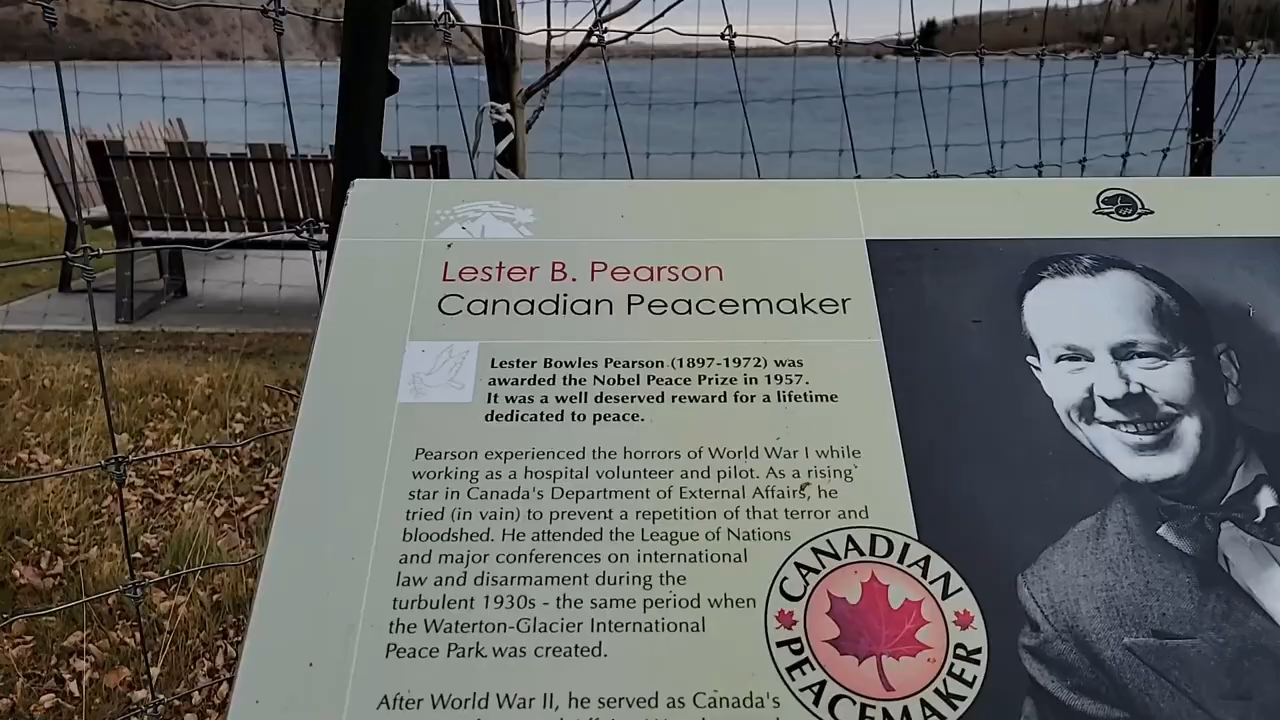 Lester B. Pearson
Canadian Peacemaker
Lester Bowles Pearson (1897-1972) was
awarded the Nobel Peace Prize in 1957.
It was a well deserved reward for a lifetime
dedicated to peace.
Pearson experienced the horrors of World War I while
working as a hospital volunteer and pilot. As a rising
star in Canada's Department of External Affairs, he
tried (in vain) to prevent a repetition of that terror and
bloodshed. He attended the League of Nations
and major conferences on international
law and disarmament during the
turbulent 1930s - the same period when
the Waterton-Glacier International
Peace Park was created.
CANADIAN
PEACEMAKER
After World War II, he served as Canada's